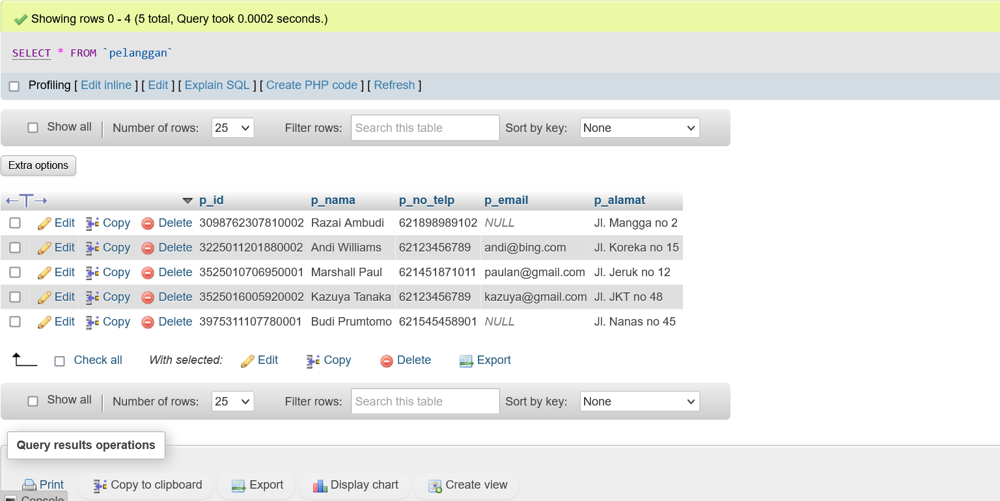 Showing rows 0 - 4 (5 total, Query took 0.0002 seconds.)
SELECT * FROM `pelanggan`
Profiling [ Edit inline ] [ Edit ] [ Explain SQL ] [ Create PHP code ] [ Refresh ]
Show all | Number of rows: 25 Filter rows: Search this table Sort by key: None
Extra options
←T→ p_id p_nama p_no_telp p_email p_alamat
Edit Copy Delete 3098762307810002 Razai Ambudi 621898989102 NULL Jl. Mangga no 2
Edit Copy Delete 3225011201880002 Andi Williams 62123456789 andi@bing.com Jl. Koreka no 15
Edit Copy Delete 3525010706950001 Marshall Paul 621451871011 paulan@gmail.com Jl. Jeruk no 12
Edit Copy Delete 3525016005920002 Kazuya Tanaka 62123456789 kazuya@gmail.com Jl. JKT no 48
Edit Copy Delete 3975311107780001 Budi Prumtomo 621545458901 NULL Jl. Nanas no 45
Check all With selected: Edit Copy Delete Export
Show all | Number of rows: 25 Filter rows: Search this table Sort by key: None
Query results operations
Print Copy to clipboard Export Display chart Create view
Console